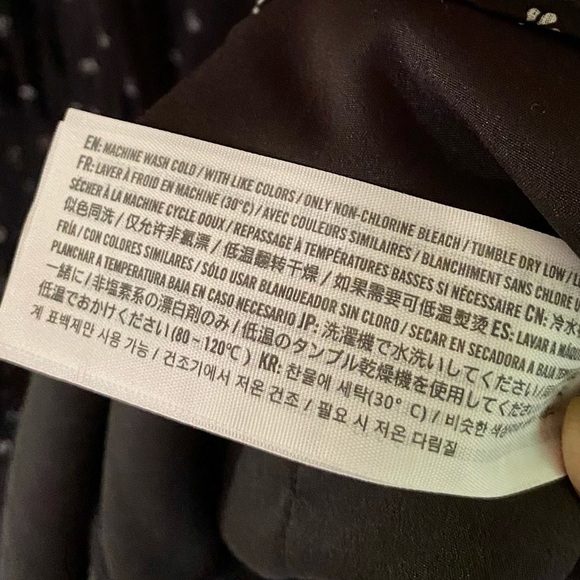 EN: MACHINE WASH COLD / WITH LIKE COLORS / ONLY NON-CHLORINE BLEACH / TUMBLE DRY LOW /
FR: LAVER À FROID EN MACHINE (30°C) / AVEC COULEURS SIMILAIRES / BLANCHIMENT SANS CHLORE
SÉCHER À LA MACHINE CYCLE DOUX / REPASSAGE À TEMPÉRATURES BASSES SI NÉCESSAIRE CN: 冷水
似色同洗 / 仅允许非氯漂 / 低温翻转干燥 / 如果需要可低温熨烫 ES: LAVAR A
FRÍA / CON COLORES SIMILARES / SÓLO USAR BLANQUEADOR SIN CLORO / SECAR EN SECADORA A BAJA
PLANCHAR A TEMPERATURA BAJA EN CASO NECESARIO JP: 洗濯機で水洗いしてください /
一緒に / 非塩素系の漂白剤のみ / 低温のタンブル乾燥機を使用してくださ
低温でおかけください(80~120℃) KR: 찬물에 세탁(30° C) / 비슷한
게 표백제만 사용 가능 / 건조기에서 저온 건조 / 필요 시 저온 다림질